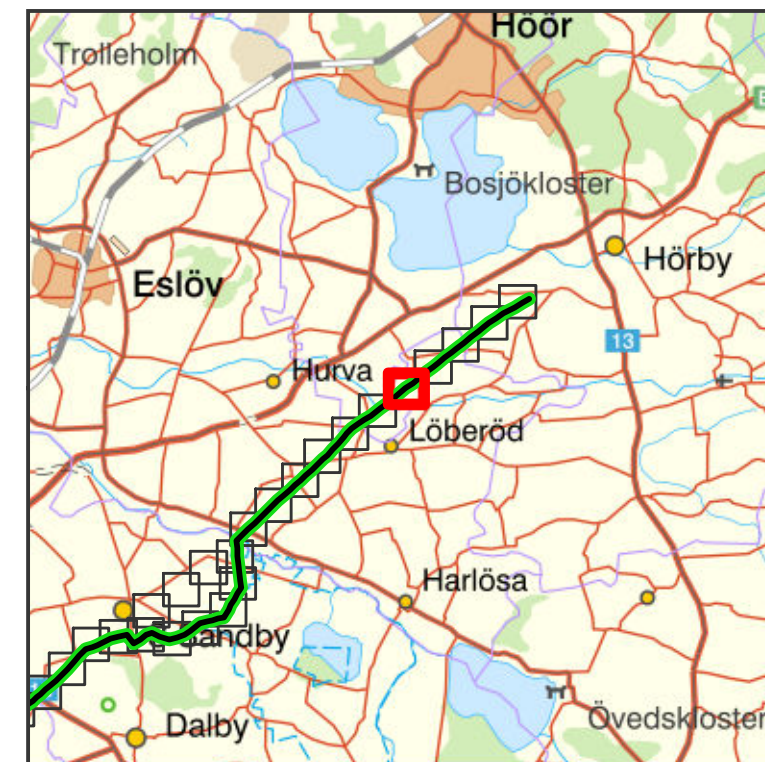 Höör
Trolleholm
Bosjökloster
Hörby
Eslöv
13
Hurva
Löberöd
Harlösa
Sandby
Övedskloster
Dalby